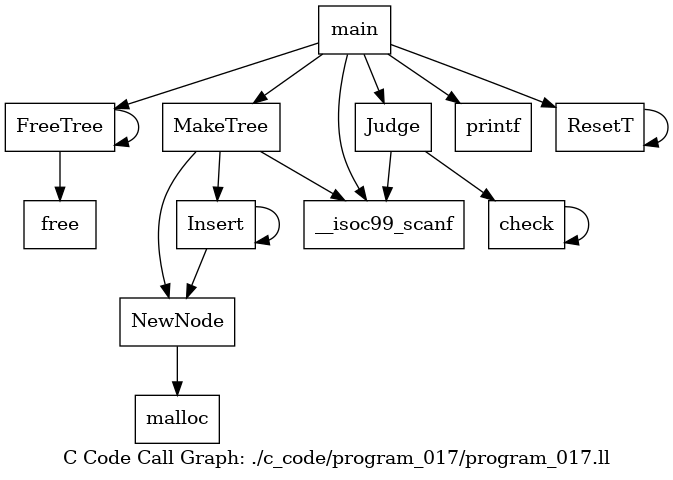 main
FreeTree
MakeTree
Judge
printf
ResetT
free
Insert
__isoc99_scanf
check
NewNode
malloc
C Code Call Graph: ./c_code/program_017/program_017.ll